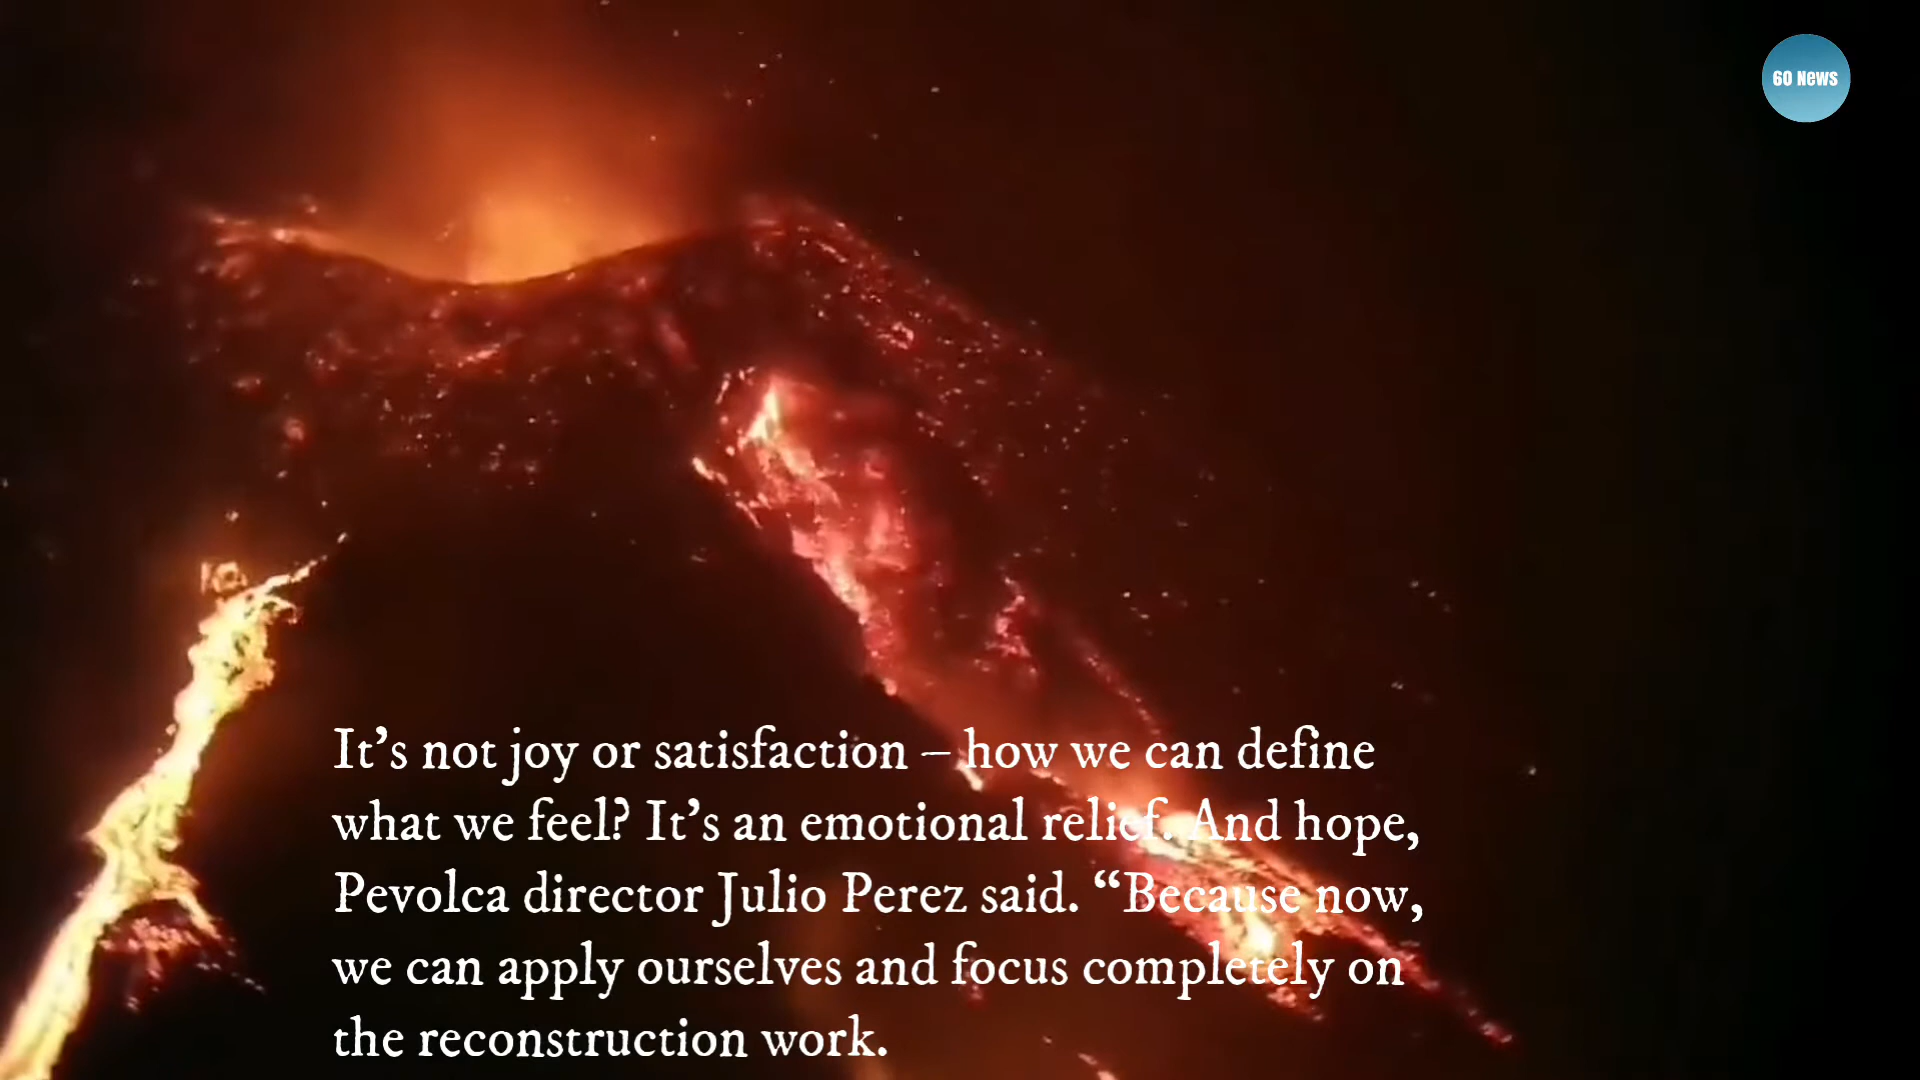 60 News
It’s not joy or satisfaction – how we can define
what we feel? It’s an emotional relief. And hope,
Pevolca director Julio Perez said. “Because now,
we can apply ourselves and focus completely on
the reconstruction work.